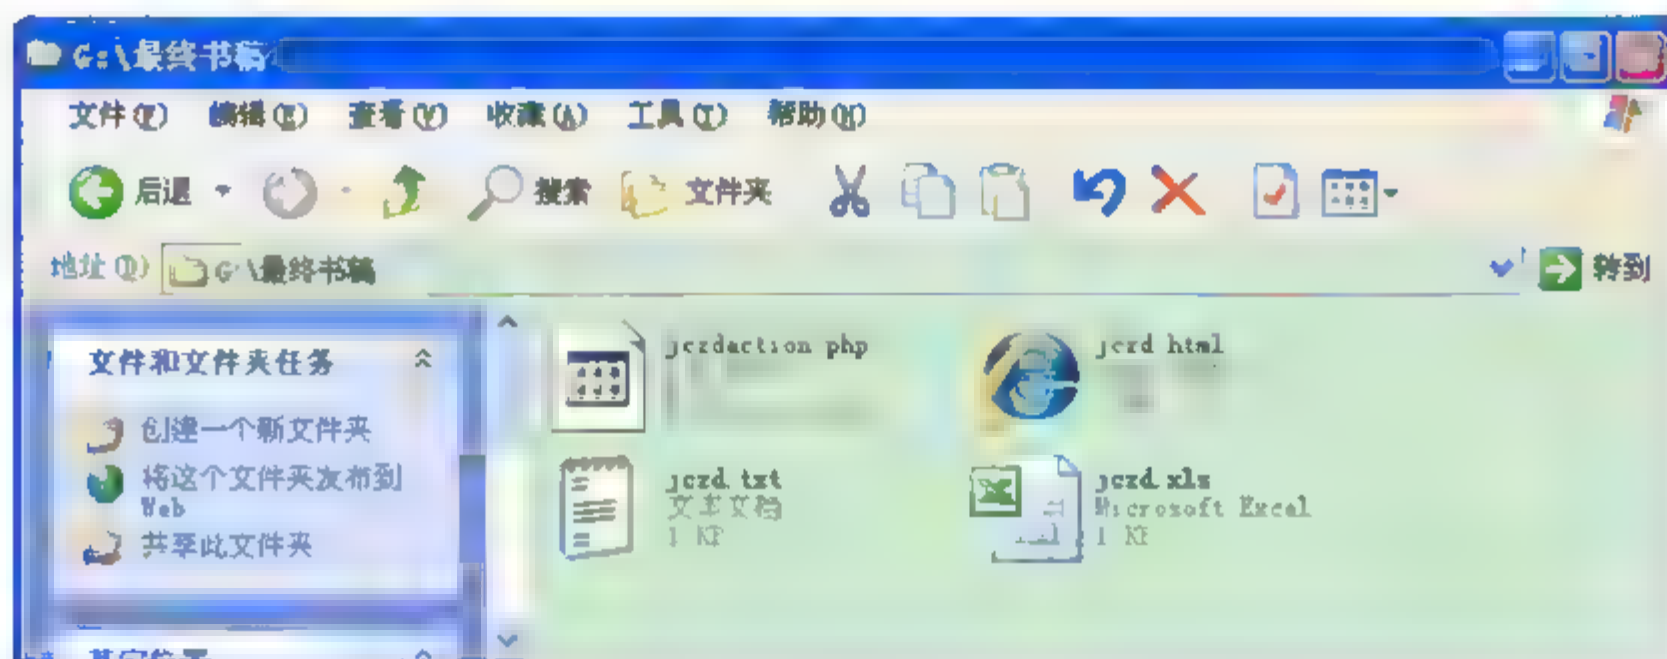 G:\最终书稿
文件(F) 编辑(E) 查看(V) 收藏(A) 工具(T) 帮助(H)
后退 搜索 文件夹
地址(D) G:\最终书稿 转到
文件和文件夹任务
创建一个新文件夹
将这个文件夹发布到
Web
共享此文件夹
jczdaction.php
jczd.html
jczd.txt
文本文档
1 KB
jczd.xls
Microsoft Excel
1 KB